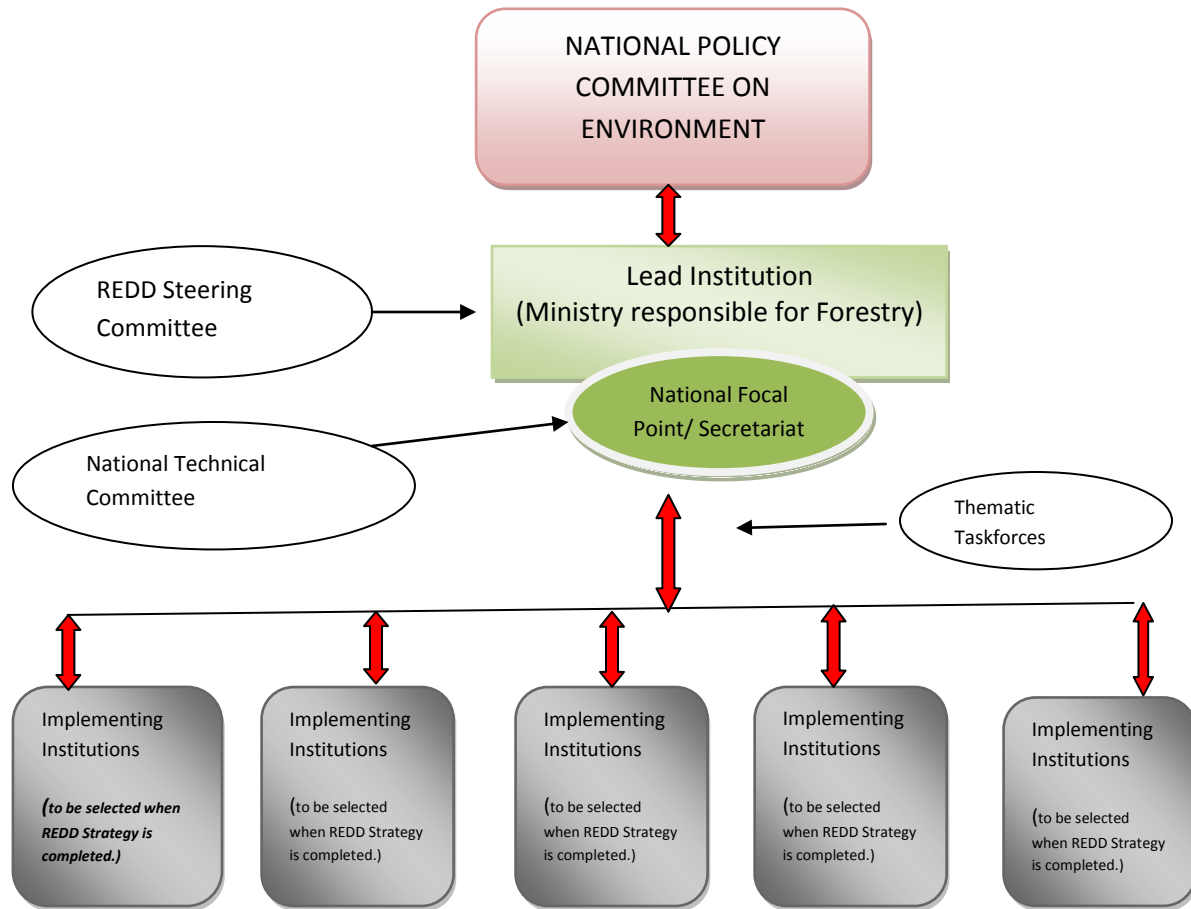 NATIONAL POLICY
COMMITTEE ON
ENVIRONMENT
Lead Institution
(Ministry responsible for Forestry)
REDD Steering
Committee
National Focal
Point/ Secretariat
National Technical
Committee
Thematic
Taskforces
Implementing
Institutions
(to be selected when
REDD Strategy is
completed.)
Implementing
Institutions
(to be selected
when REDD Strategy
is completed.)
Implementing
Institutions
(to be selected
when REDD Strategy
is completed.)
Implementing
Institutions
(to be selected
when REDD Strategy
is completed.)
Implementing
Institutions
(to be selected
when REDD Strategy
is completed.)